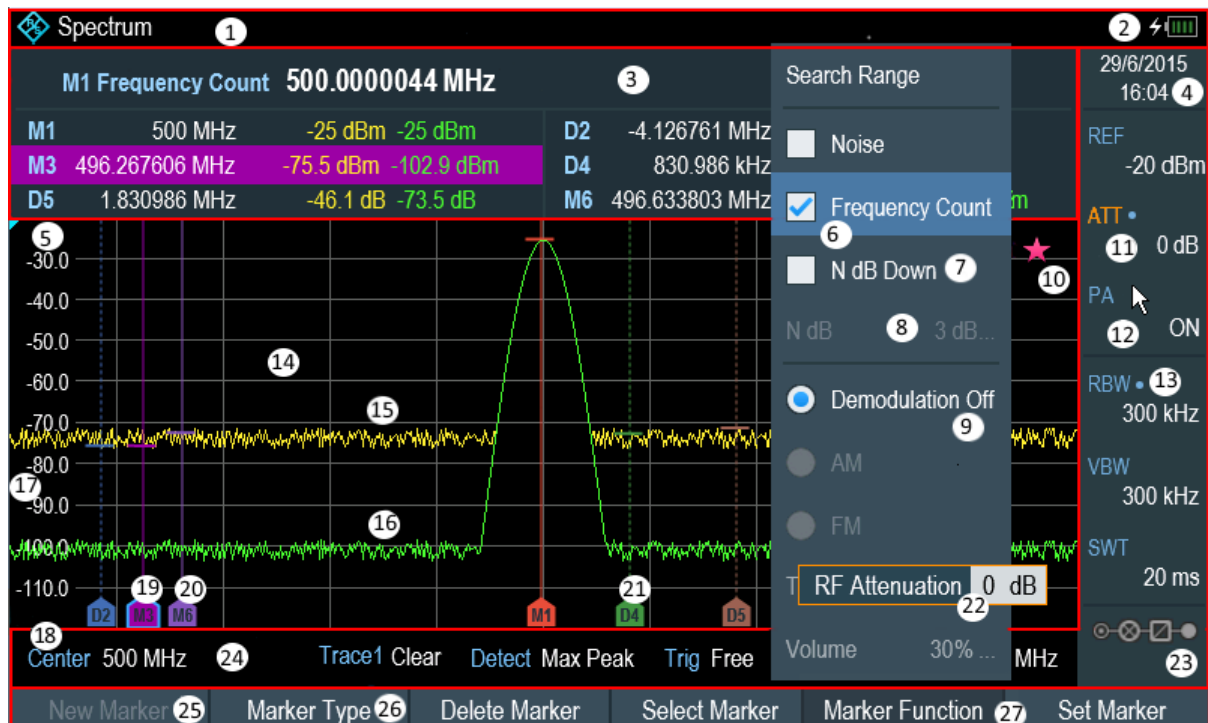 R&S Spectrum 1 2
M1 Frequency Count 500.0000044 MHz 3
M1 500 MHz -25 dBm -25 dBm D2 -4.126761 MHz
M3 496.267606 MHz -75.5 dBm -102.9 dBm D4 830.986 kHz
D5 1.830986 MHz -46.1 dB -73.5 dB M6 496.633803 MHz m
Search Range
Noise
Frequency Count
6
N dB Down 7
N dB 8 3 dB...
Demodulation Off
9
AM
FM
T RF Attenuation 0 dB
22
Volume 30% ...
29/6/2015
16:04 4
REF
-20 dBm
ATT
11 0 dB
PA
12 ON
RBW 13
300 kHz
VBW
300 kHz
SWT
20 ms
23
5
10
-30.0
-40.0
-50.0
14
-60.0
15
-70.0
-80.0
17
-90.0
16
-100.0
-110.0
19 20 21
D2 M3 M6 M1 D4 D5
18
Center 500 MHz 24 Trace1 Clear Detect Max Peak Trig Free MHz
New Marker 25 Marker Type 26 Delete Marker Select Marker Marker Function 27 Set Marker